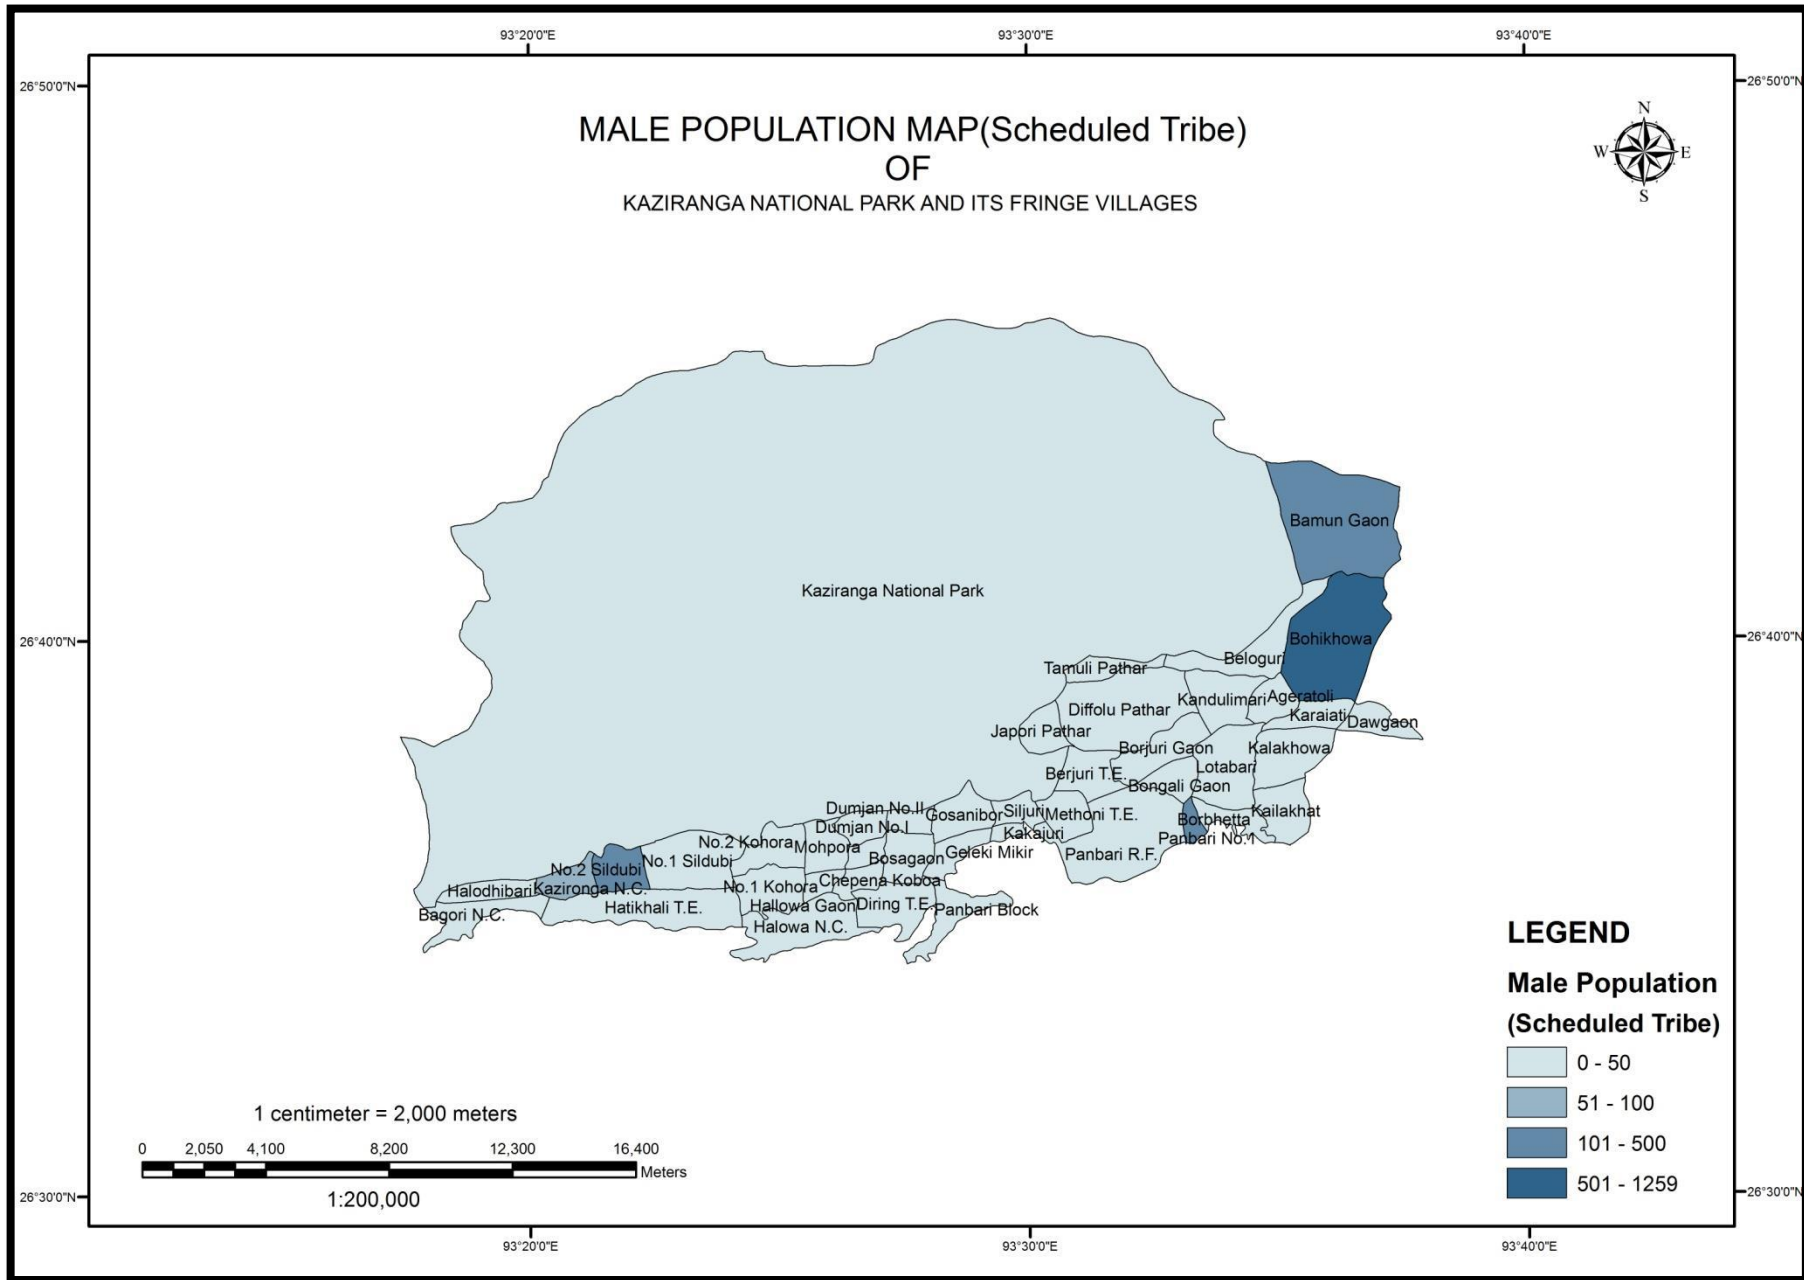 93°20'0"E
93°30'0"E
93°40'0"E
26°50'0"N
26°50'0"N
MALE POPULATION MAP(Scheduled Tribe)
OF
KAZIRANGA NATIONAL PARK AND ITS FRINGE VILLAGES
N
W
E
S
Bamun Gaon
Kaziranga National Park
26°40'0"N
26°40'0"N
Bohikhowa
Beloguri
Tamuli Pathar
Kandulimari
Ageratoli
Diffolu Pathar
Karaiati
Dawgaon
Japori Pathar
Borjuri Gaon
Kalakhowa
Lotabari
Berjuri T.E.
Bongali Gaon
Dumjan No.II
Gosanibor
Siljuri
Methoni T.E.
Borbhetta
Kailakhat
Dumjan No.I
Kakajuri
Panbari No.1
No.2 Kohora
Mohpora
Geleki Mikir
Panbari R.F.
No.1 Sildubi
Bosagaon
No.2 Sildubi
Chepena Koboa
Halodhibari
Kazironga N.C.
No.1 Kohora
Hatikhali T.E.
Hallowa Gaon
Diring T.E.
Panbari Block
Bagori N.C.
Halowa N.C.
LEGEND
Male Population
(Scheduled Tribe)
0 - 50
51 - 100
101 - 500
501 - 1259
1 centimeter = 2,000 meters
0 2,050 4,100 8,200 12,300 16,400
Meters
1:200,000
26°30'0"N
26°30'0"N
93°20'0"E
93°30'0"E
93°40'0"E